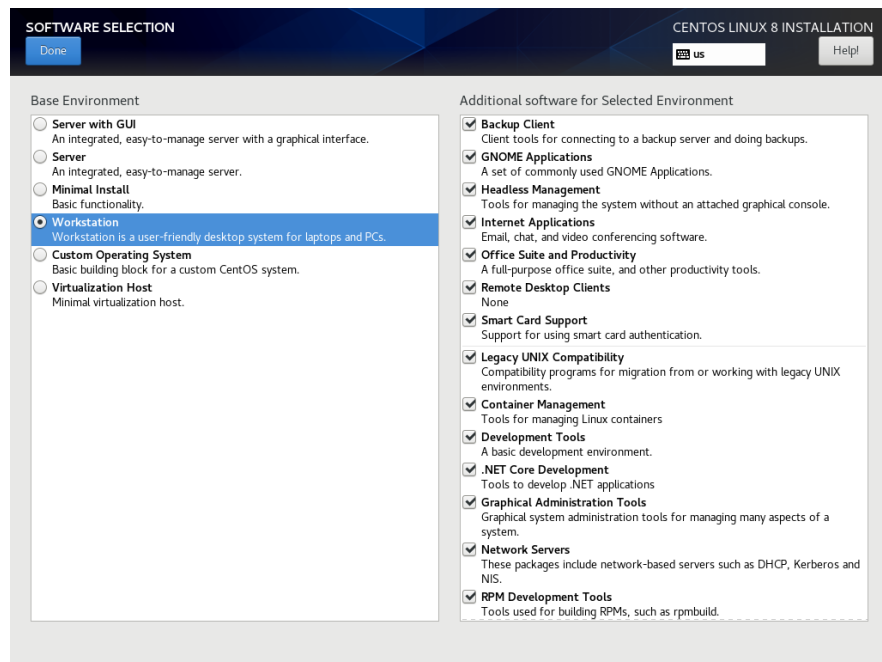 SOFTWARE SELECTION
CENTOS LINUX 8 INSTALLATION
Done
us
Help!
Base Environment
Server with GUI
An integrated, easy-to-manage server with a graphical interface.
Server
An integrated, easy-to-manage server.
Minimal Install
Basic functionality.
Workstation
Workstation is a user-friendly desktop system for laptops and PCs.
Custom Operating System
Basic building block for a custom CentOS system.
Virtualization Host
Minimal virtualization host.
Additional software for Selected Environment
Backup Client
Client tools for connecting to a backup server and doing backups.
GNOME Applications
A set of commonly used GNOME Applications.
Headless Management
Tools for managing the system without an attached graphical console.
Internet Applications
Email, chat, and video conferencing software.
Office Suite and Productivity
A full-purpose office suite, and other productivity tools.
Remote Desktop Clients
None
Smart Card Support
Support for using smart card authentication.
Legacy UNIX Compatibility
Compatibility programs for migration from or working with legacy UNIX
environments.
Container Management
Tools for managing Linux containers
Development Tools
A basic development environment.
.NET Core Development
Tools to develop .NET applications
Graphical Administration Tools
Graphical system administration tools for managing many aspects of a
system.
Network Servers
These packages include network-based servers such as DHCP, Kerberos and
NIS.
RPM Development Tools
Tools used for building RPMs, such as rpmbuild.